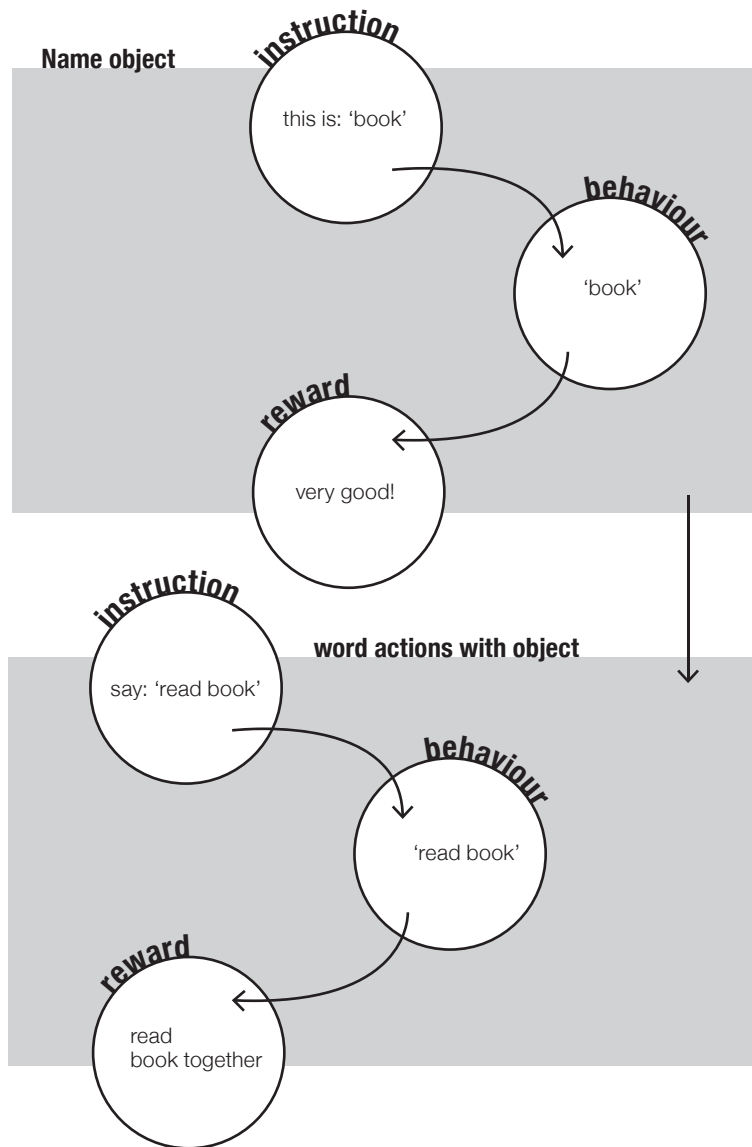 Name object
instruction
this is: ‘book’
behaviour
‘book’
reward
very good!
instruction
word actions with object
say: ‘read book’
behaviour
‘read book’
reward
read
book together